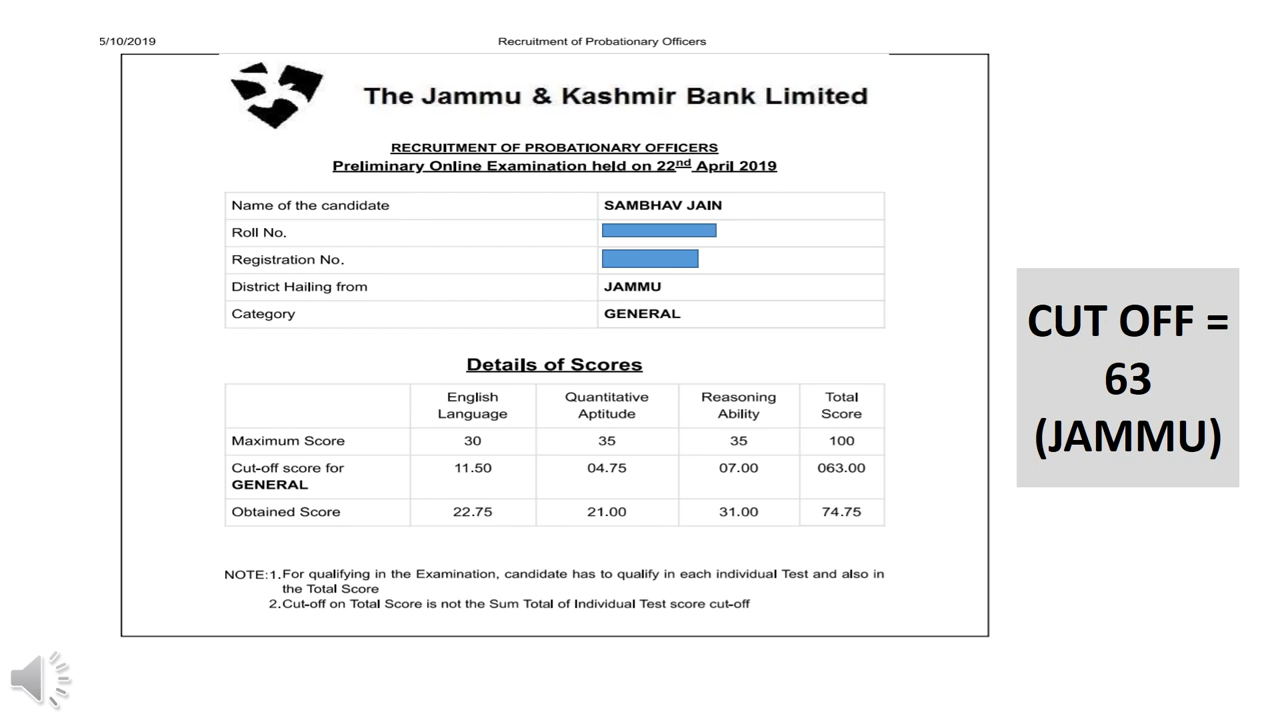 5/10/2019 Recruitment of Probationary Officers
The Jammu & Kashmir Bank Limited
RECRUITMENT OF PROBATIONARY OFFICERS
Preliminary Online Examination held on 22nd April 2019
Name of the candidate SAMBHAV JAIN
Roll No.
Registration No.
District Hailing from JAMMU
Category GENERAL
Details of Scores
English Language Quantitative Aptitude Reasoning Ability Total Score
Maximum Score 30 35 35 100
Cut-off score for GENERAL 11.50 04.75 07.00 063.00
Obtained Score 22.75 21.00 31.00 74.75
NOTE:1.For qualifying in the Examination, candidate has to qualify in each individual Test and also in
the Total Score
2.Cut-off on Total Score is not the Sum Total of Individual Test score cut-off
CUT OFF =
63
(JAMMU)